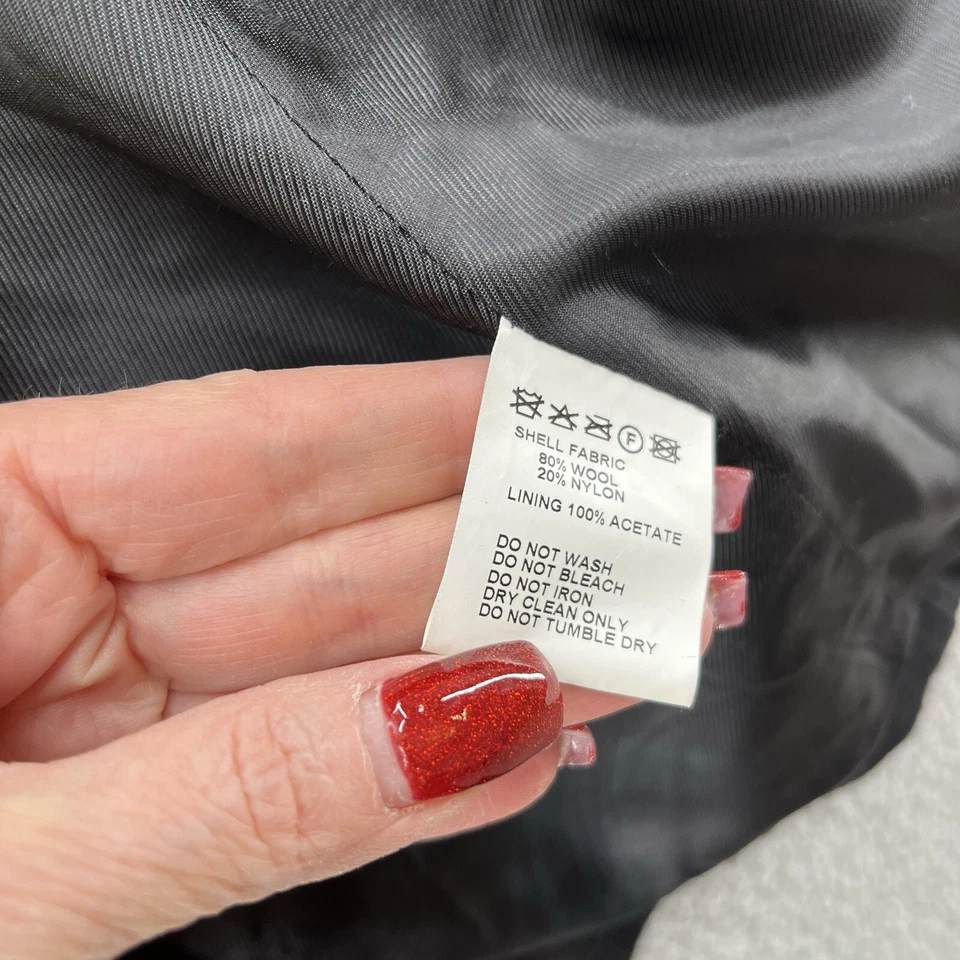 F
SHELL FABRIC
80% WOOL
20% NYLON
LINING 100% ACETATE
DO NOT WASH
DO NOT BLEACH
DO NOT IRON
DRY CLEAN ONLY
DO NOT TUMBLE DRY